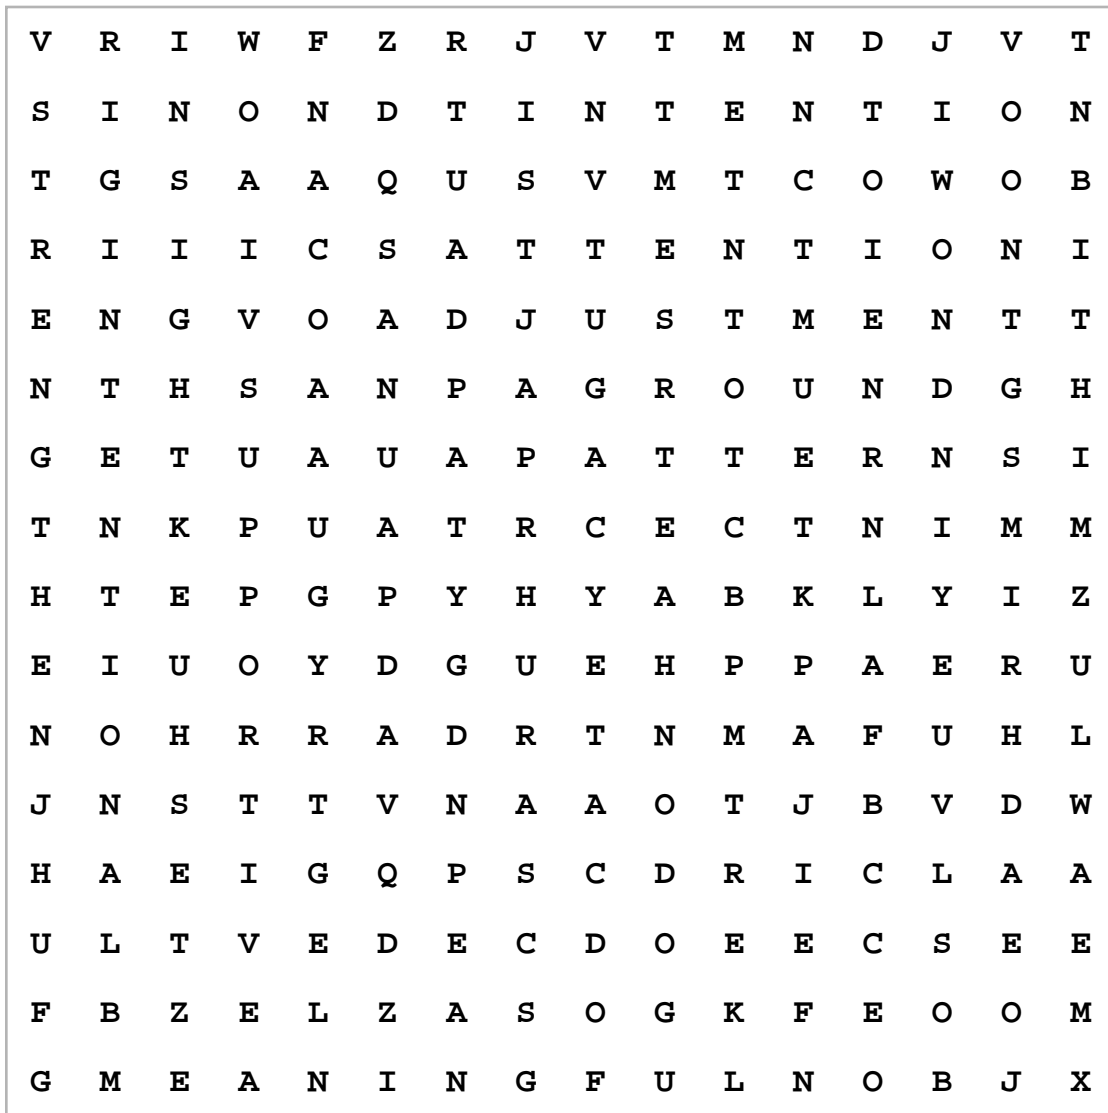 V R I W F Z R J V T M N D J V T
S I N O N D T I N T E N T I O N
T G S A A Q U S V M T C O W O B
R I I I C S A T T E N T I O N I
E N G V O A D J U S T M E N T T
N T H S A N P A G R O U N D G H
G E T U A U A P A T T E R N S I
T N K P U A T R C E C T N I M M
H T E P G P Y H Y A B K L Y I Z
E I U O Y D G U E H P P A E R U
N O H R R A D R T N M A F U H L
J N S T T V N A A O T J B V D W
H A E I G Q P S C D R I C L A A
U L T V E D E C D O E E C S E E
F B Z E L Z A S O G K F E O O M
G M E A N I N G F U L N O B J X